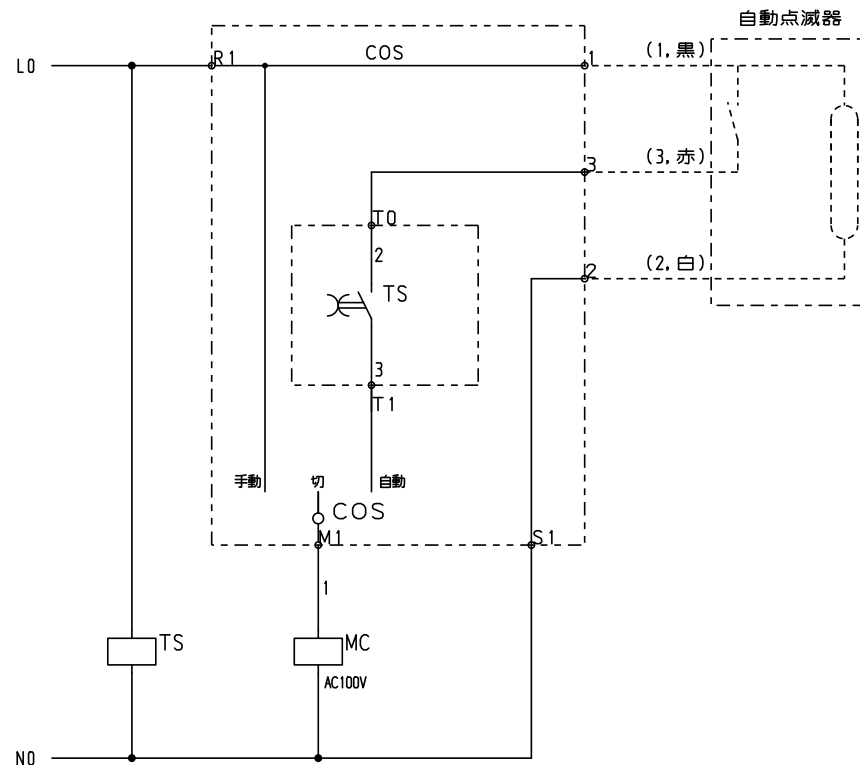 自動点滅器
R1
COS
1
(1,黒)
L0
3
(3,赤)
T0
2
2
(2,白)
TS
3
T1
手動
切
自動
COS
M1
S1
1
TS
MC
AC100V
N0